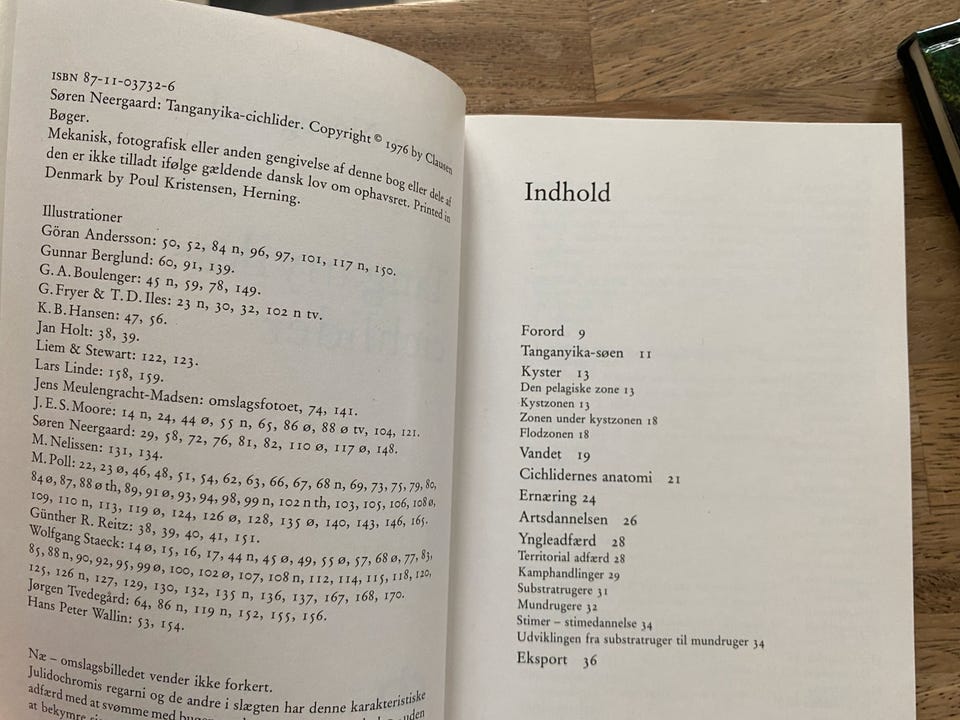 ISBN 87-11-03732-6
Søren Neergaard: Tanganyika-cichlider. Copyright © 1976 by Clausen
Bøger.
Mekanisk, fotografisk eller anden gengivelse af denne bog eller dele af
den er ikke tilladt ifølge gældende dansk lov om ophavsret. Printed in
Denmark by Poul Kristensen, Herning.
Illustrationer
Göran Andersson: 50, 52, 84 n, 96, 97, 101, 117 n, 150.
Gunnar Berglund: 60, 91, 139.
G. A. Boulenger: 45 n, 59, 78, 149.
G. Fryer & T. D. Iles: 23 n, 30, 32, 102 n tv.
K. B. Hansen: 47, 56.
Jan Holt: 38, 39.
Liem & Stewart: 122, 123.
Lars Linde: 158, 159.
Jens Meulengracht-Madsen: omslagsfotoet, 74, 141.
J. E. S. Moore: 14 n, 24, 44 ø, 55 n, 65, 86 ø, 88 ø tv, 104, 121.
Søren Neergaard: 29, 58, 72, 76, 81, 82, 110 ø, 117 ø, 148.
M. Nelissen: 131, 134.
M. Poll: 22, 23 ø, 46, 48, 51, 54, 62, 63, 66, 67, 68 n, 69, 73, 75, 79, 80,
84 ø, 87, 88 ø th, 89, 91 ø, 93, 94, 98, 99 n, 102 n th, 103, 105, 106, 108 ø,
109, 110 n, 113, 119 ø, 124, 126 ø, 128, 135 ø, 140, 143, 146, 165.
Günther R. Reitz: 38, 39, 40, 41, 151.
Wolfgang Staeck: 14 ø, 15, 16, 17, 44 n, 45 ø, 49, 55 ø, 57, 68 ø, 77, 83,
85, 88 n, 90, 92, 95, 99 ø, 100, 102 ø, 107, 108 n, 112, 114, 115, 118, 120,
125, 126 n, 127, 129, 130, 132, 135 n, 136, 137, 167, 168, 170.
Jørgen Tvedegård: 64, 86 n, 119 n, 152, 155, 156.
Hans Peter Wallin: 53, 154.
Næ – omslagsbilledet vender ikke forkert.
Julidochromis regarni og de andre i slægten har denne karakteristiske
adfærd med at svømme med bugen uden
at bekymre
Indhold
Forord 9
Tanganyika-søen 11
Kyster 13
Den pelagiske zone 13
Kystzonen 13
Zonen under kystzonen 18
Flodzonen 18
Vandet 19
Cichlidernes anatomi 21
Ernæring 24
Artsdannelsen 26
Yngleadfærd 28
Territorial adfærd 28
Kamphandlinger 29
Substratrugere 31
Mundrugere 32
Stimer – stimedannelse 34
Udviklingen fra substratruger til mundruger 34
Eksport 36